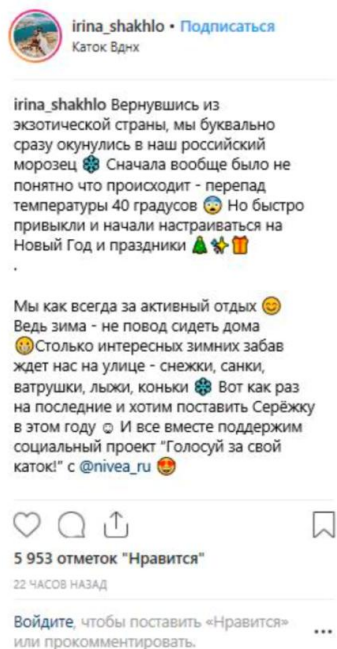 irina_shakhlo • Подписаться
Каток Вднх
irina_shakhlo Вернувшись из
экзотической страны, мы буквально
сразу окунулись в наш российский
морозец ❄️ Сначала вообще было не
понятно что происходит - перепад
температуры 40 градусов 😨 Но быстро
привыкли и начали настраиваться на
Новый Год и праздники 🎄✨🎁
.
Мы как всегда за активный отдых 😊
Ведь зима - не повод сидеть дома
😁Столько интересных зимних забав
ждет нас на улице - снежки, санки,
ватрушки, лыжи, коньки ❄️ Вот как раз
на последние и хотим поставить Серёжку
в этом году ☺ И все вместе поддержим
социальный проект "Голосуй за свой
каток!" с @nivea_ru 😍
5 953 отметок "Нравится"
22 ЧАСОВ НАЗАД
Войдите, чтобы поставить «Нравится»
или прокомментировать.